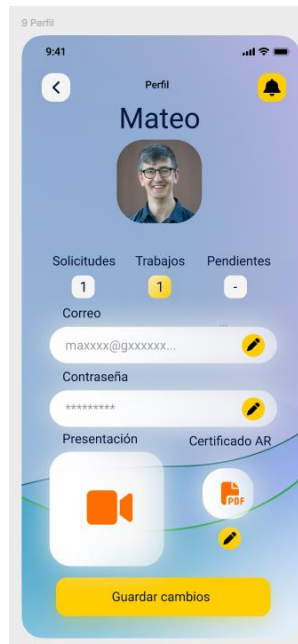 9 Perfil
9:41
Perfil
Mateo
Solicitudes Trabajos Pendientes
1 1 -
Correo
...
maxxxx@gxxxxxx...
Contraseña
*********
Presentación Certificado AR
PDF
Guardar cambios